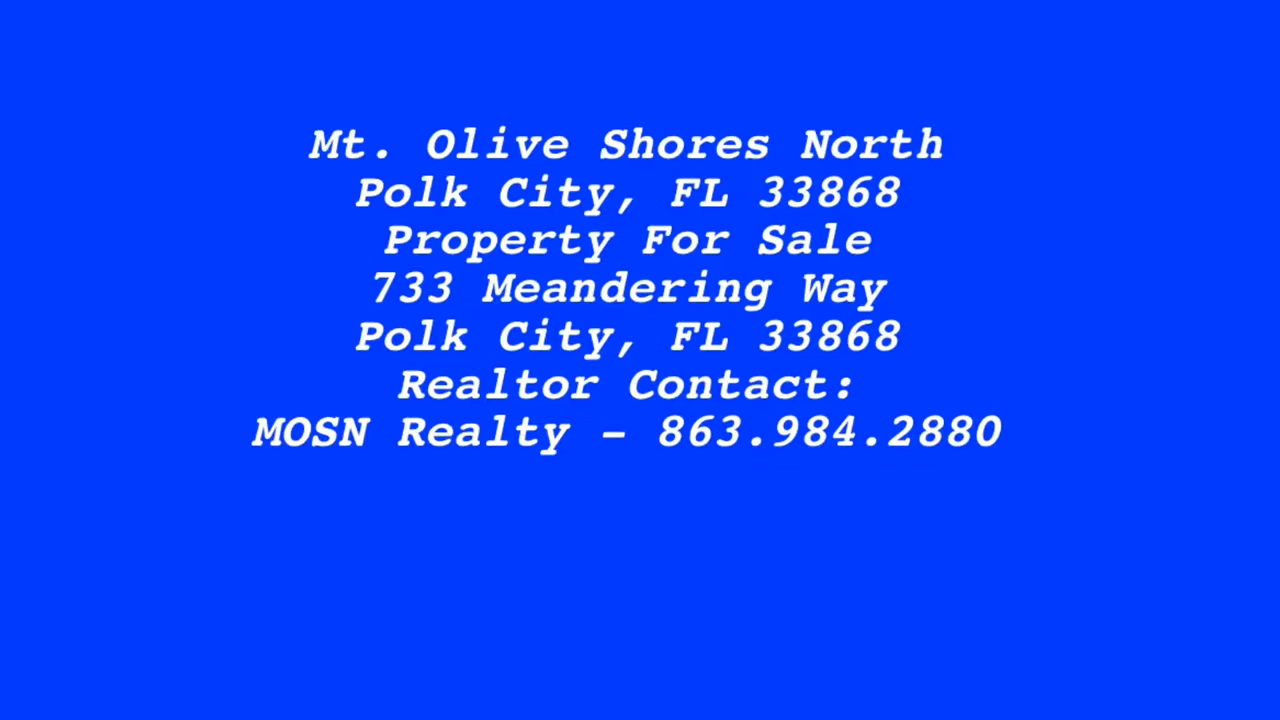 Mt. Olive Shores North
Polk City, FL 33868
Property For Sale
733 Meandering Way
Polk City, FL 33868
Realtor Contact:
MOSN Realty - 863.984.2880